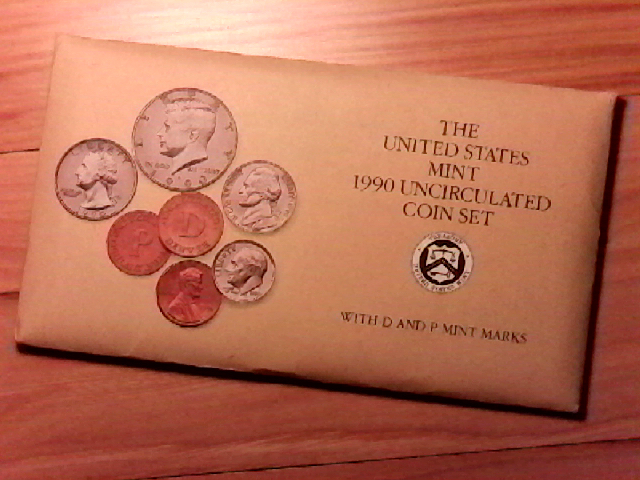 THE
UNITED STATES
MINT
1990 UNCIRCULATED
COIN SET
WITH D AND P MINT MARKS
P
D